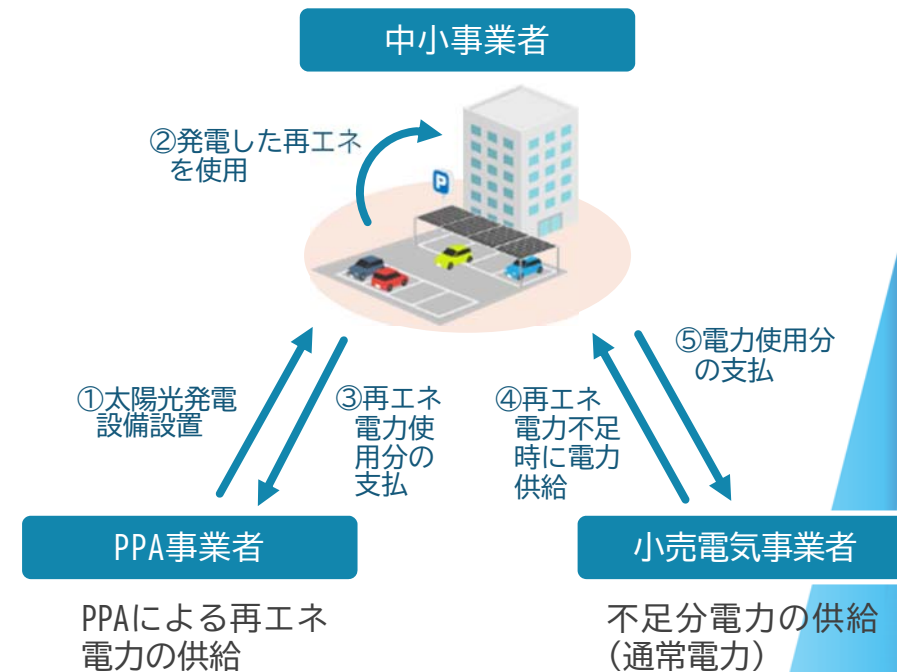 中小事業者
②発電した再エネ
を使用
P
⑤電力使用分
の支払
①太陽光発電
設備設置
③再エネ
電力使
用分の
支払
④再エネ
電力不足
時に電力
供給
PPA事業者
小売電気事業者
PPAによる再エネ
電力の供給
不足分電力の供給
(通常電力)